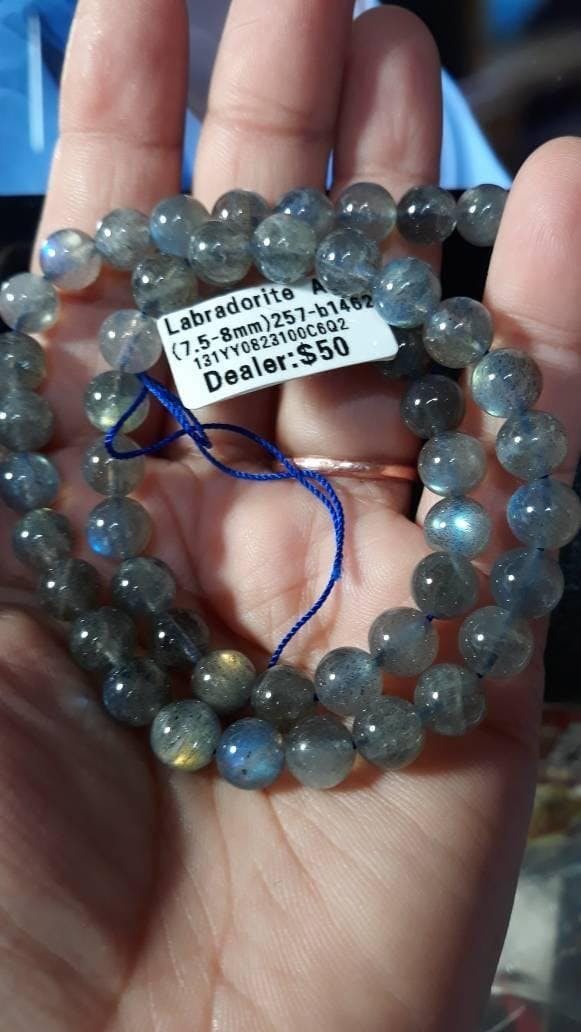 Labradorite A
(7.5-8mm)257-b1462
131YY0823100C6Q2
Dealer:$50